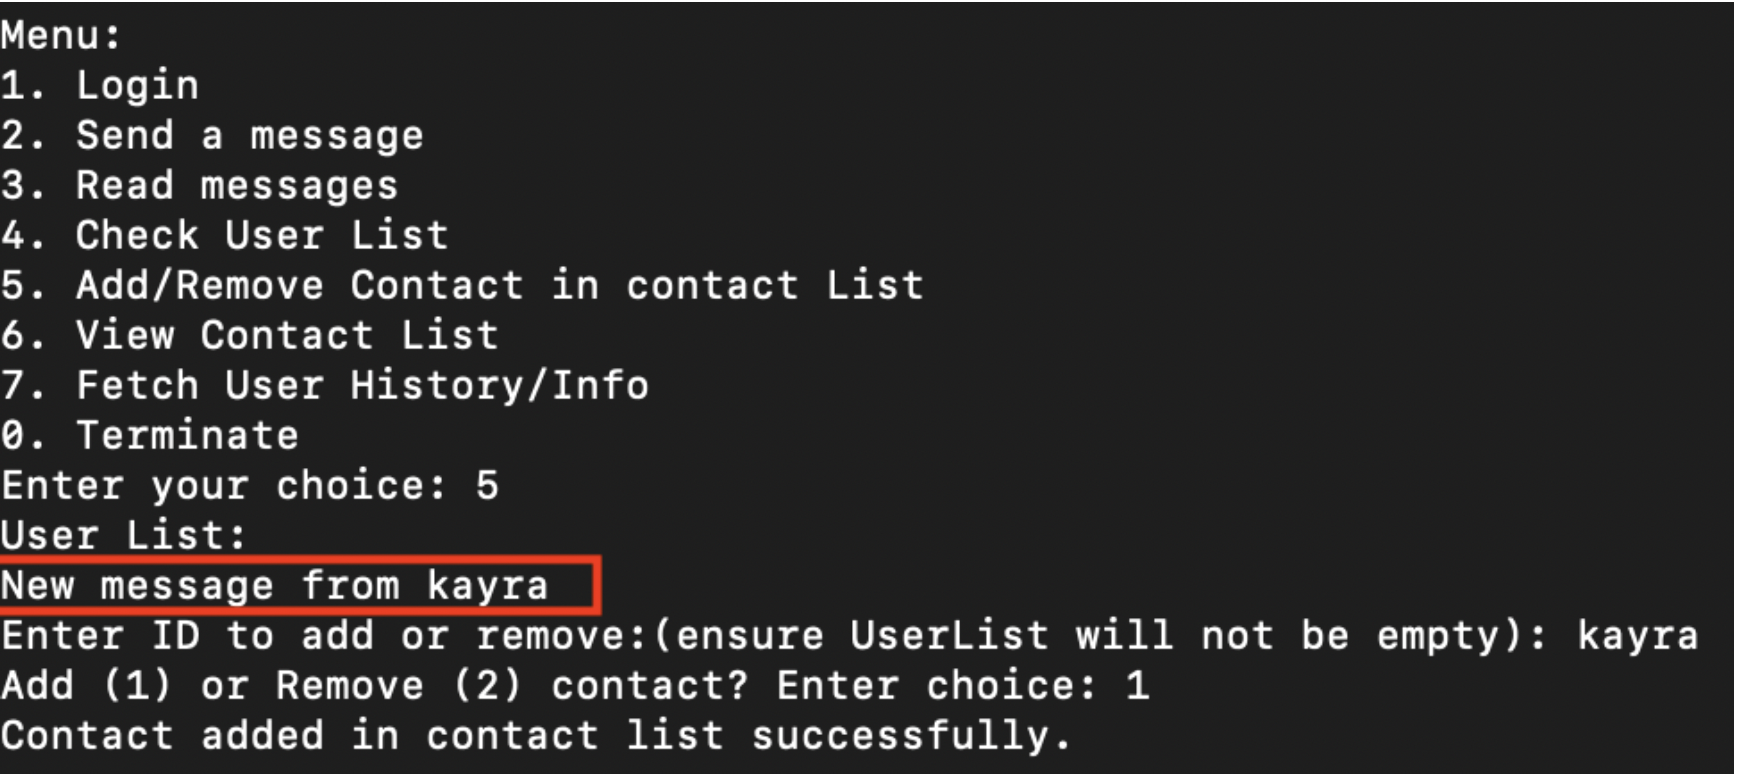 Menu:
1. Login
2. Send a message
3. Read messages
4. Check User List
5. Add/Remove Contact in contact List
6. View Contact List
7. Fetch User History/Info
0. Terminate
Enter your choice: 5
User List:
New message from kayra
Enter ID to add or remove:(ensure UserList will not be empty): kayra
Add (1) or Remove (2) contact? Enter choice: 1
Contact added in contact list successfully.